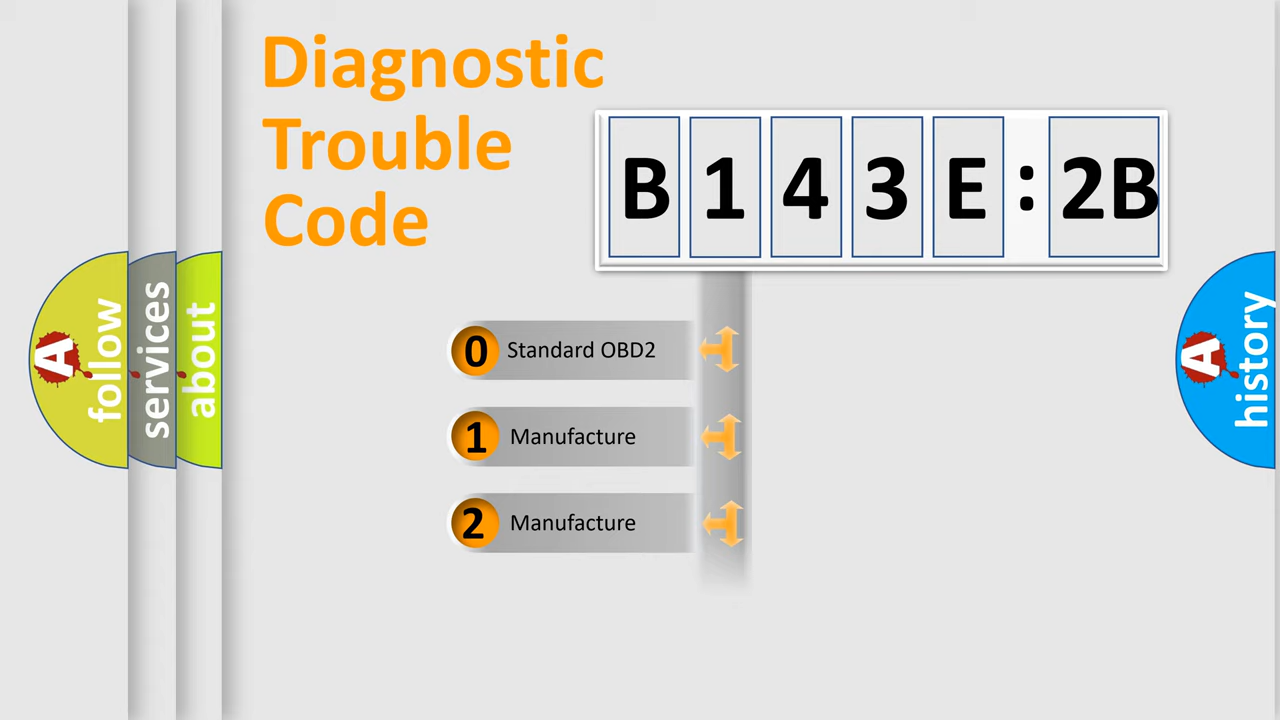 Diagnostic
Trouble
Code
B 1 4 3 E : 2B
0 Standard OBD2
1 Manufacture
2 Manufacture
A follow
services
about
A history